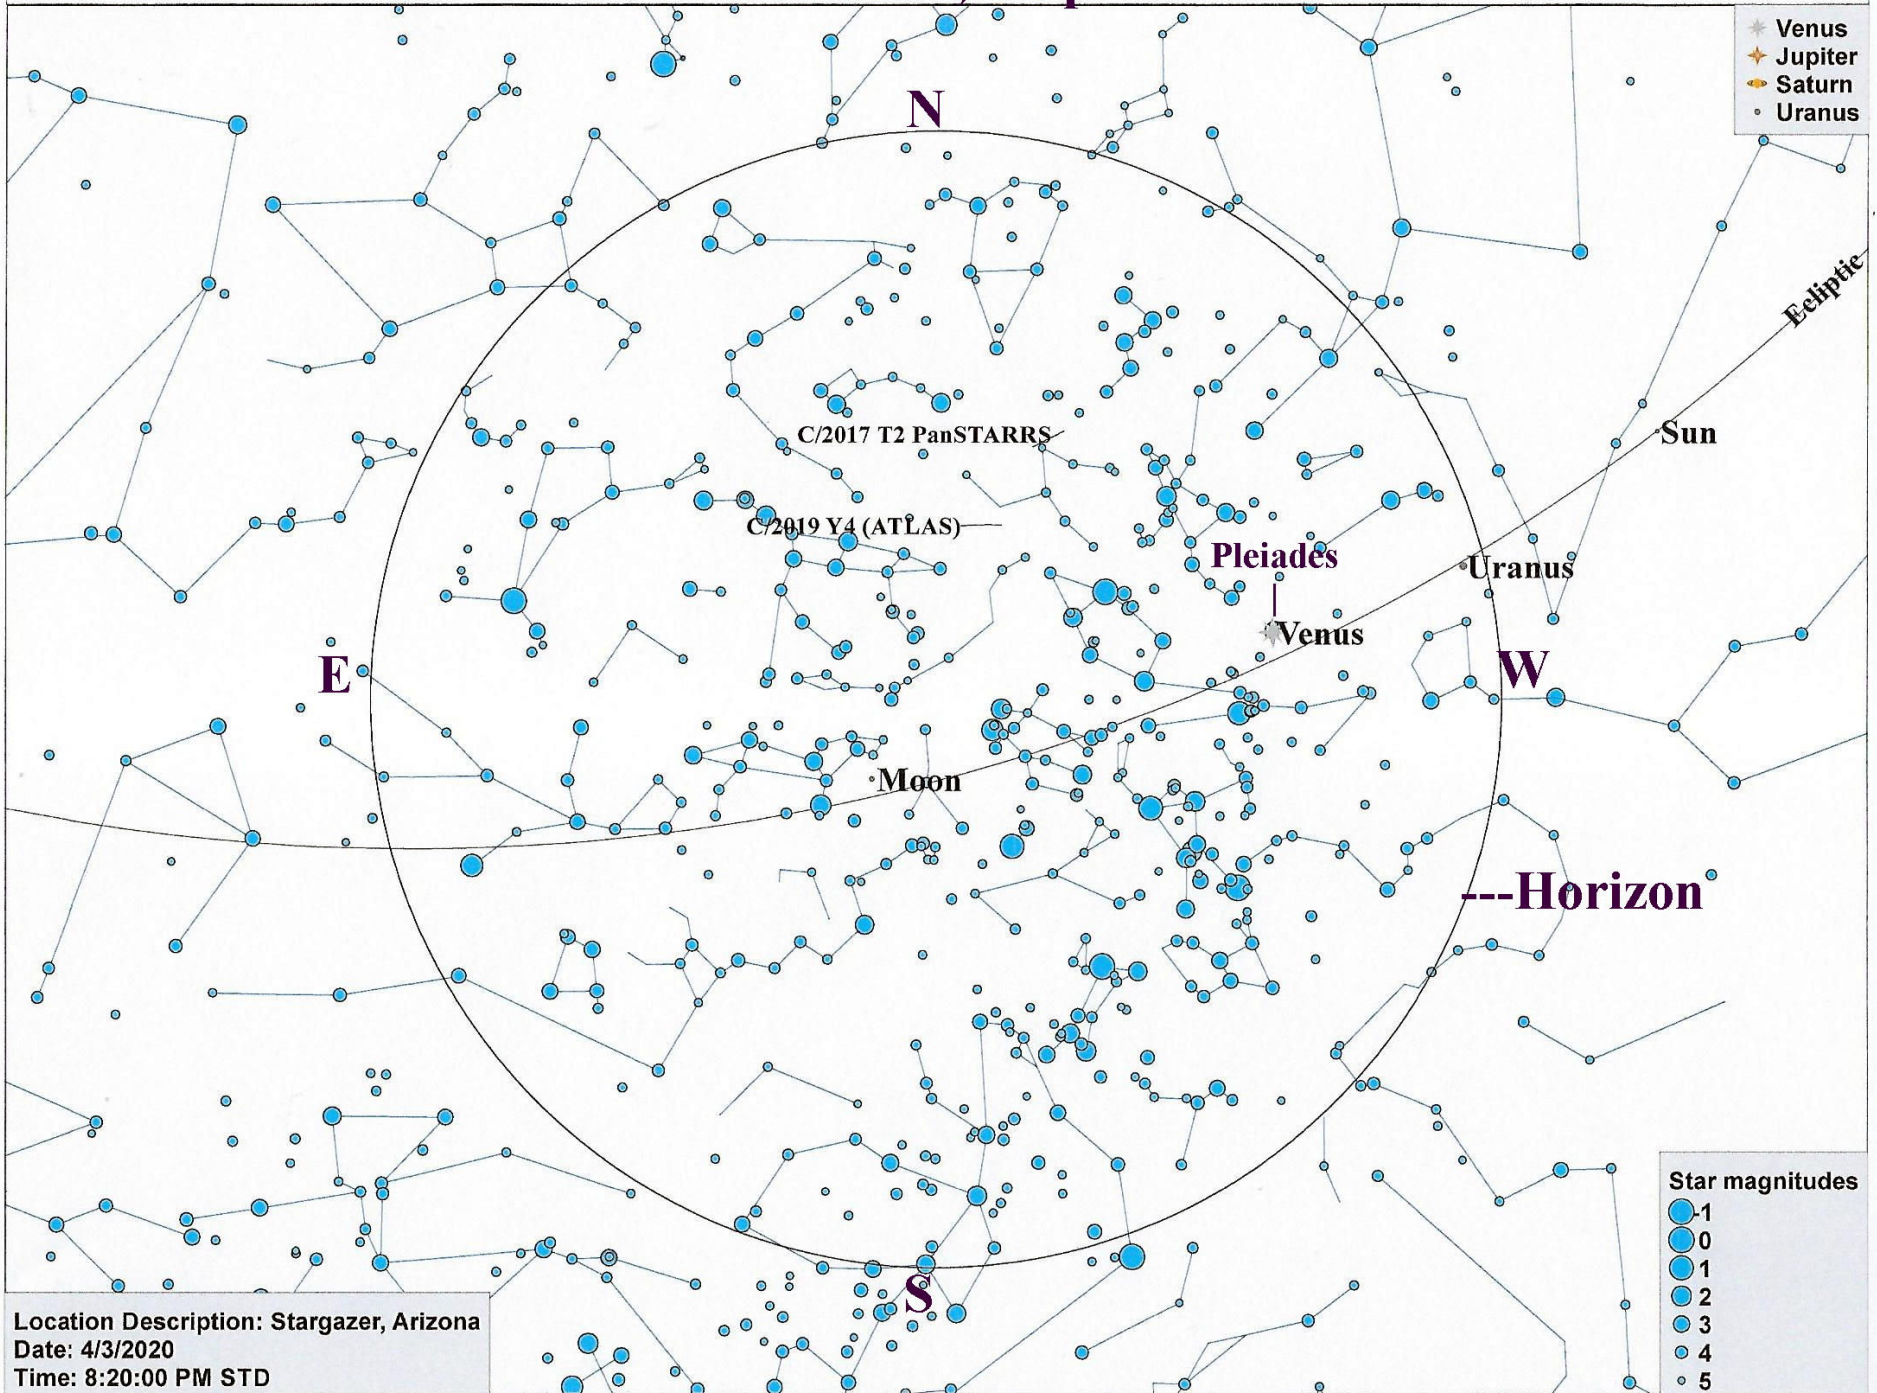 Venus
Jupiter
Saturn
Uranus
N
Ecliptic
C/2017 T2 PanSTARRS
Sun
C/2019 Y4 (ATLAS)
Pleiades
Uranus
Venus
E
W
Moon
---Horizon
S
Star magnitudes
-1
0
1
2
3
4
5
Location Description: Stargazer, Arizona
Date: 4/3/2020
Time: 8:20:00 PM STD